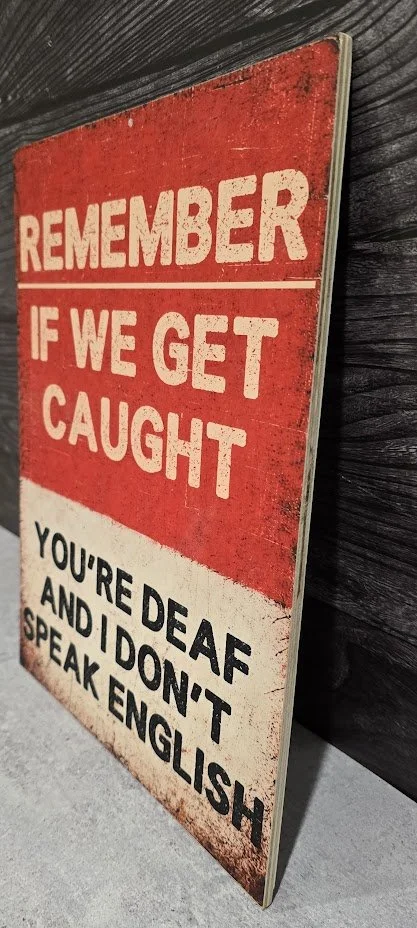 REMEMBER
IF WE GET
CAUGHT
YOU'RE DEAF
AND I DON'T
SPEAK ENGLISH